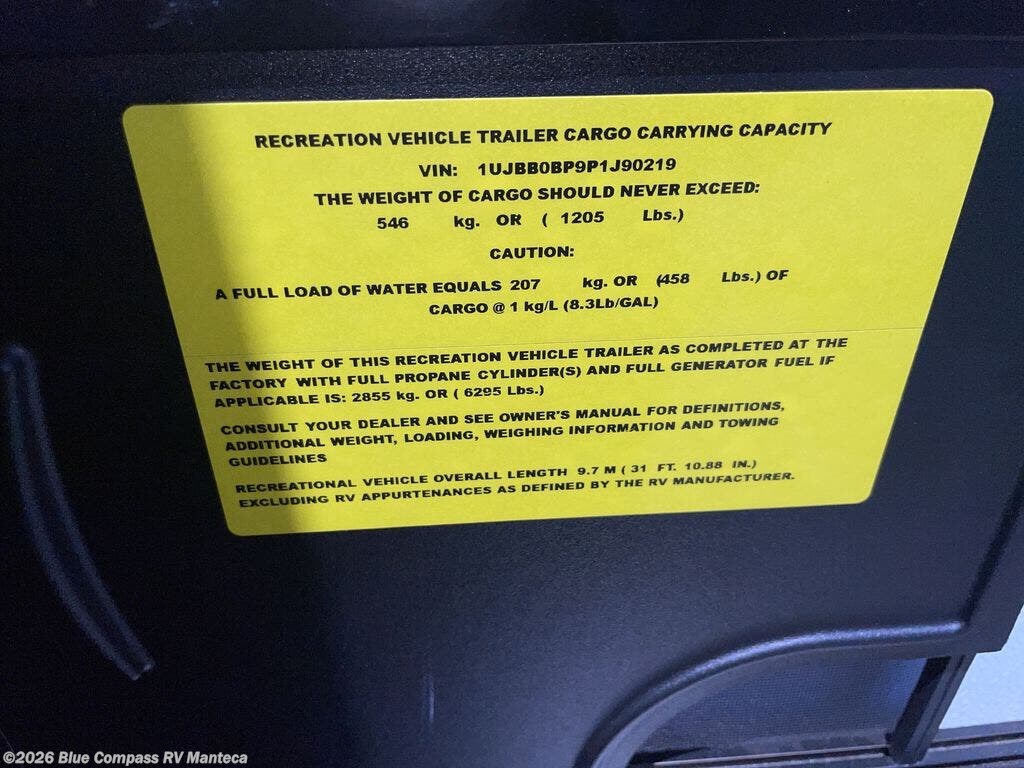 RECREATION VEHICLE TRAILER CARGO CARRYING CAPACITY
VIN: 1UJBB0BP9P1J90219
THE WEIGHT OF CARGO SHOULD NEVER EXCEED:
546 kg. OR ( 1205 Lbs.)
CAUTION:
A FULL LOAD OF WATER EQUALS 207 kg. OR (458 Lbs.) OF
CARGO @ 1 kg/L (8.3Lb/GAL)
THE WEIGHT OF THIS RECREATION VEHICLE TRAILER AS COMPLETED AT THE
FACTORY WITH FULL PROPANE CYLINDER(S) AND FULL GENERATOR FUEL IF
APPLICABLE IS: 2855 kg. OR ( 6295 Lbs.)
CONSULT YOUR DEALER AND SEE OWNER'S MANUAL FOR DEFINITIONS,
ADDITIONAL WEIGHT, LOADING, WEIGHING INFORMATION AND TOWING
GUIDELINES
RECREATIONAL VEHICLE OVERALL LENGTH 9.7 M ( 31 FT. 10.88 IN.)
EXCLUDING RV APPURTENANCES AS DEFINED BY THE RV MANUFACTURER.
©2026 Blue Compass RV Manteca